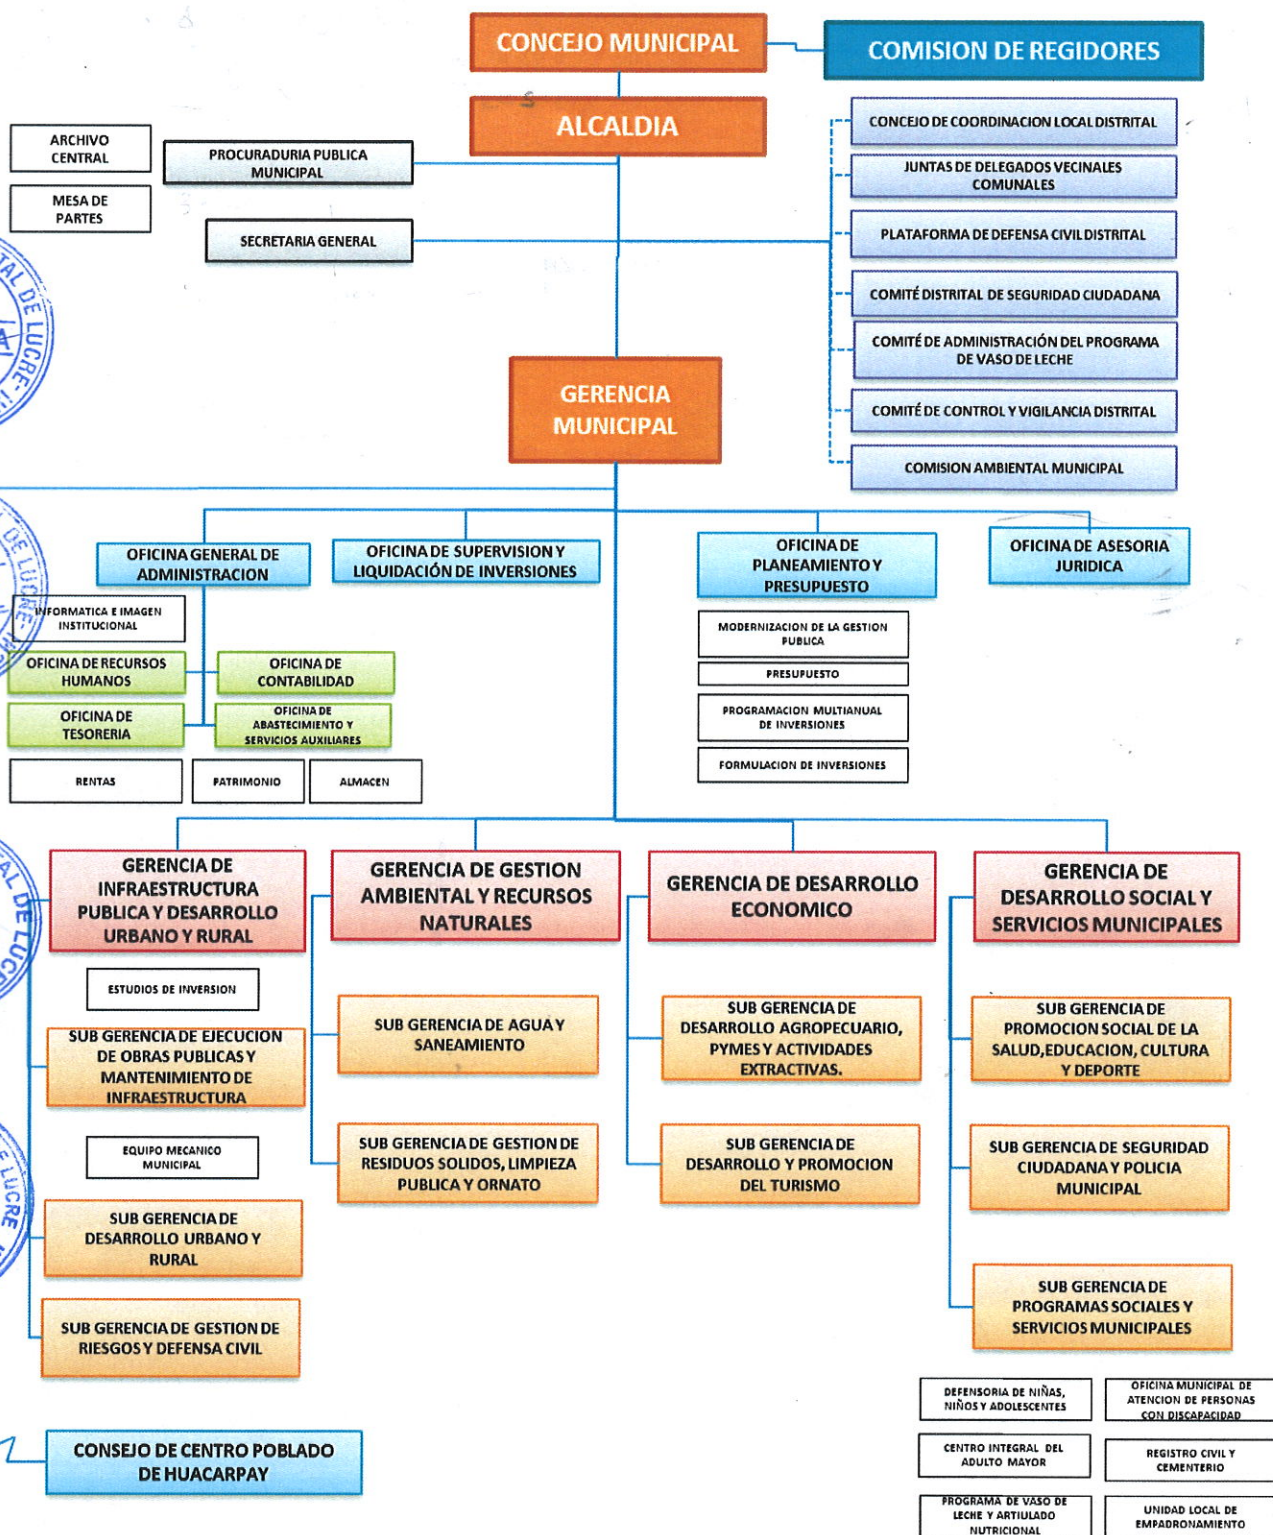 CONCEJO MUNICIPAL
COMISION DE REGIDORES
ALCALDIA
ARCHIVO
CENTRAL
PROCURADURIA PUBLICA
MUNICIPAL
MESA DE
PARTES
SECRETARIA GENERAL
CONCEJO DE COORDINACION LOCAL DISTRITAL
JUNTAS DE DELEGADOS VECINALES
COMUNALES
PLATAFORMA DE DEFENSA CIVIL DISTRITAL
COMITÉ DISTRITAL DE SEGURIDAD CIUDADANA
COMITÉ DE ADMINISTRACIÓN DEL PROGRAMA
DE VASO DE LECHE
COMITÉ DE CONTROL Y VIGILANCIA DISTRITAL
COMISION AMBIENTAL MUNICIPAL
GERENCIA
MUNICIPAL
OFICINA GENERAL DE
ADMINISTRACION
OFICINA DE SUPERVISION Y
LIQUIDACIÓN DE INVERSIONES
OFICINA DE
PLANEAMIENTO Y
PRESUPUESTO
OFICINA DE ASESORIA
JURIDICA
INFORMATICA E IMAGEN
INSTITUCIONAL
OFICINA DE RECURSOS
HUMANOS
OFICINA DE
CONTABILIDAD
OFICINA DE
TESORERIA
OFICINA DE
ABASTECIMIENTO Y
SERVICIOS AUXILIARES
RENTAS
PATRIMONIO
ALMACEN
MODERNIZACION DE LA GESTION
PUBLICA
PRESUPUESTO
PROGRAMACION MULTIANUAL
DE INVERSIONES
FORMULACION DE INVERSIONES
GERENCIA DE
INFRAESTRUCTURA
PUBLICA Y DESARROLLO
URBANO Y RURAL
GERENCIA DE GESTION
AMBIENTAL Y RECURSOS
NATURALES
GERENCIA DE DESARROLLO
ECONOMICO
GERENCIA DE
DESARROLLO SOCIAL Y
SERVICIOS MUNICIPALES
ESTUDIOS DE INVERSION
SUB GERENCIA DE EJECUCION
DE OBRAS PUBLICAS Y
MANTENIMIENTO DE
INFRAESTRUCTURA
EQUIPO MECANICO
MUNICIPAL
SUB GERENCIA DE
DESARROLLO URBANO Y
RURAL
SUB GERENCIA DE GESTION DE
RIESGOS Y DEFENSA CIVIL
SUB GERENCIA DE AGUA Y
SANEAMIENTO
SUB GERENCIA DE GESTION DE
RESIDUOS SOLIDOS, LIMPIEZA
PUBLICA Y ORNATO
SUB GERENCIA DE
DESARROLLO AGROPECUARIO,
PYMES Y ACTIVIDADES
EXTRACTIVAS.
SUB GERENCIA DE
DESARROLLO Y PROMOCION
DEL TURISMO
SUB GERENCIA DE
PROMOCION SOCIAL DE LA
SALUD,EDUCACION, CULTURA
Y DEPORTE
SUB GERENCIA DE SEGURIDAD
CIUDADANA Y POLICIA
MUNICIPAL
SUB GERENCIA DE
PROGRAMAS SOCIALES Y
SERVICIOS MUNICIPALES
DEFENSORIA DE NIÑAS,
NIÑOS Y ADOLESCENTES
OFICINA MUNICIPAL DE
ATENCION DE PERSONAS
CON DISCAPACIDAD
CENTRO INTEGRAL DEL
ADULTO MAYOR
REGISTRO CIVIL Y
CEMENTERIO
PROGRAMA DE VASO DE
LECHE Y ARTIULADO
NUTRICIONAL
UNIDAD LOCAL DE
EMPADRONAMIENTO
CONSEJO DE CENTRO POBLADO
DE HUACARPAY
TAL DE LUCRE
DE LUCRE
TAL DE LUCRE
DE LUCRE